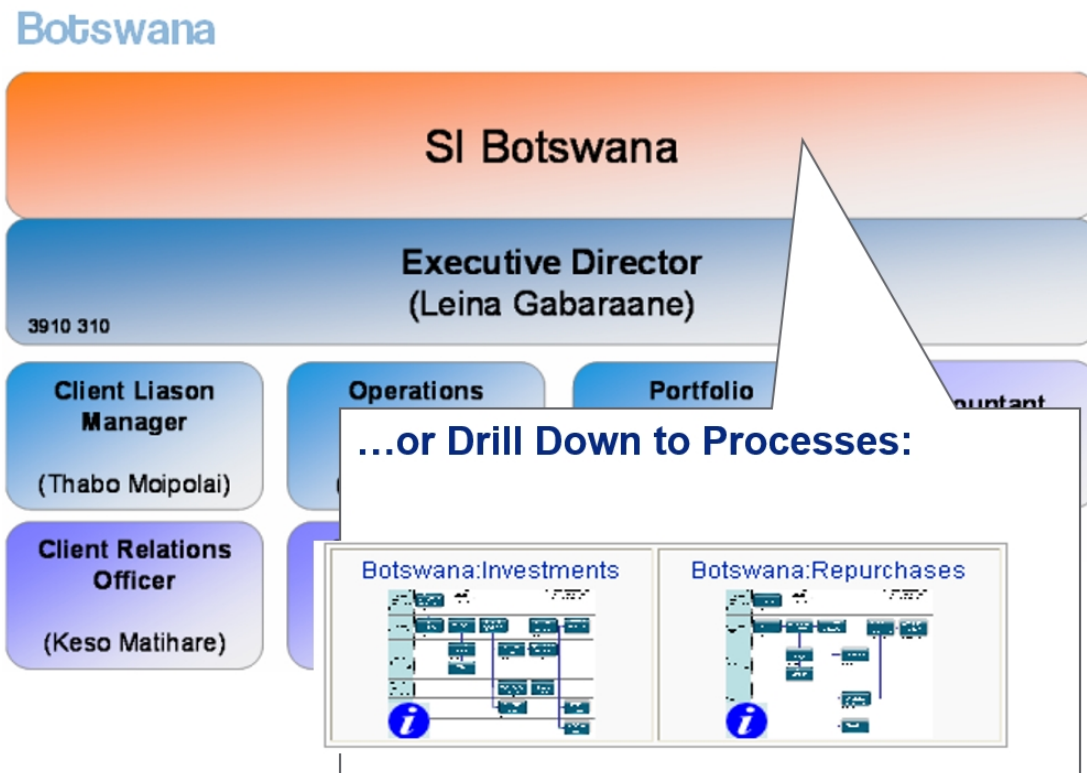 Botswana
SI Botswana
Executive Director
(Leina Gabaraane)
3910 310
Client Liason
Manager
(Thabo Moipolai)
Operations
Portfolio
Client Relations
Officer
(Keso Matihare)
…or Drill Down to Processes:
Botswana:Investments
Botswana:Repurchases